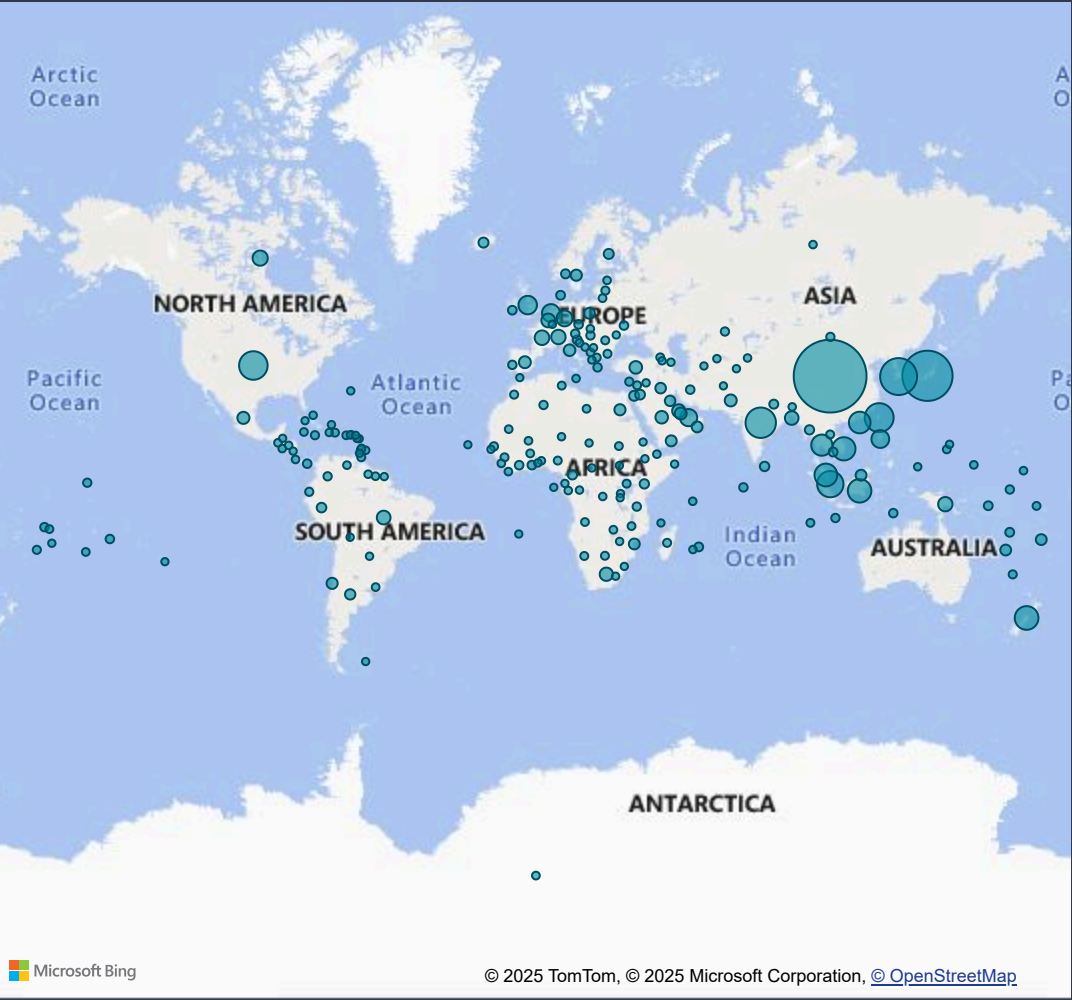 Arctic
Ocean
A
O
NORTH AMERICA
EUROPE
ASIA
Pacific
Ocean
Atlantic
Ocean
Pa
O
AFRICA
SOUTH AMERICA
Indian
Ocean
AUSTRALIA
ANTARCTICA
Microsoft Bing
© 2025 TomTom, © 2025 Microsoft Corporation, © OpenStreetMap